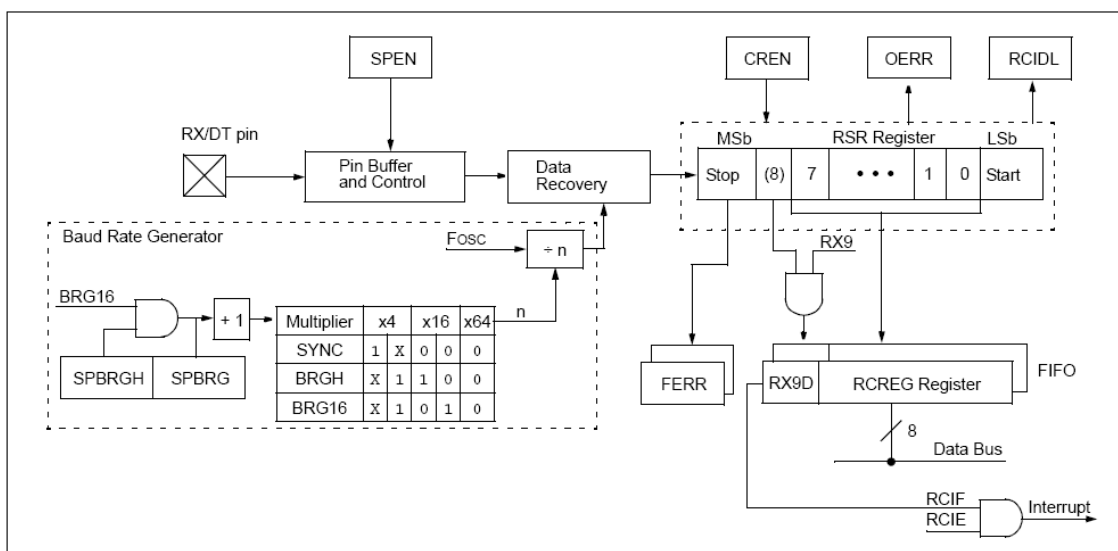 SPEN
CREN
OERR
RCIDL
RX/DT pin
MSb
RSR Register
LSb
Pin Buffer
and Control
Data
Recovery
Stop
(8)
7
• • •
1
0
Start
Baud Rate Generator
FOSC
÷ n
RX9
BRG16
+ 1
n
Multiplier x4 x16 x64
SYNC 1 X 0 0 0
BRGH X 1 1 0 0
BRG16 X 1 0 1 0
SPBRGH
SPBRG
FERR
RX9D
RCREG Register
FIFO
8
Data Bus
RCIF
RCIE
Interrupt